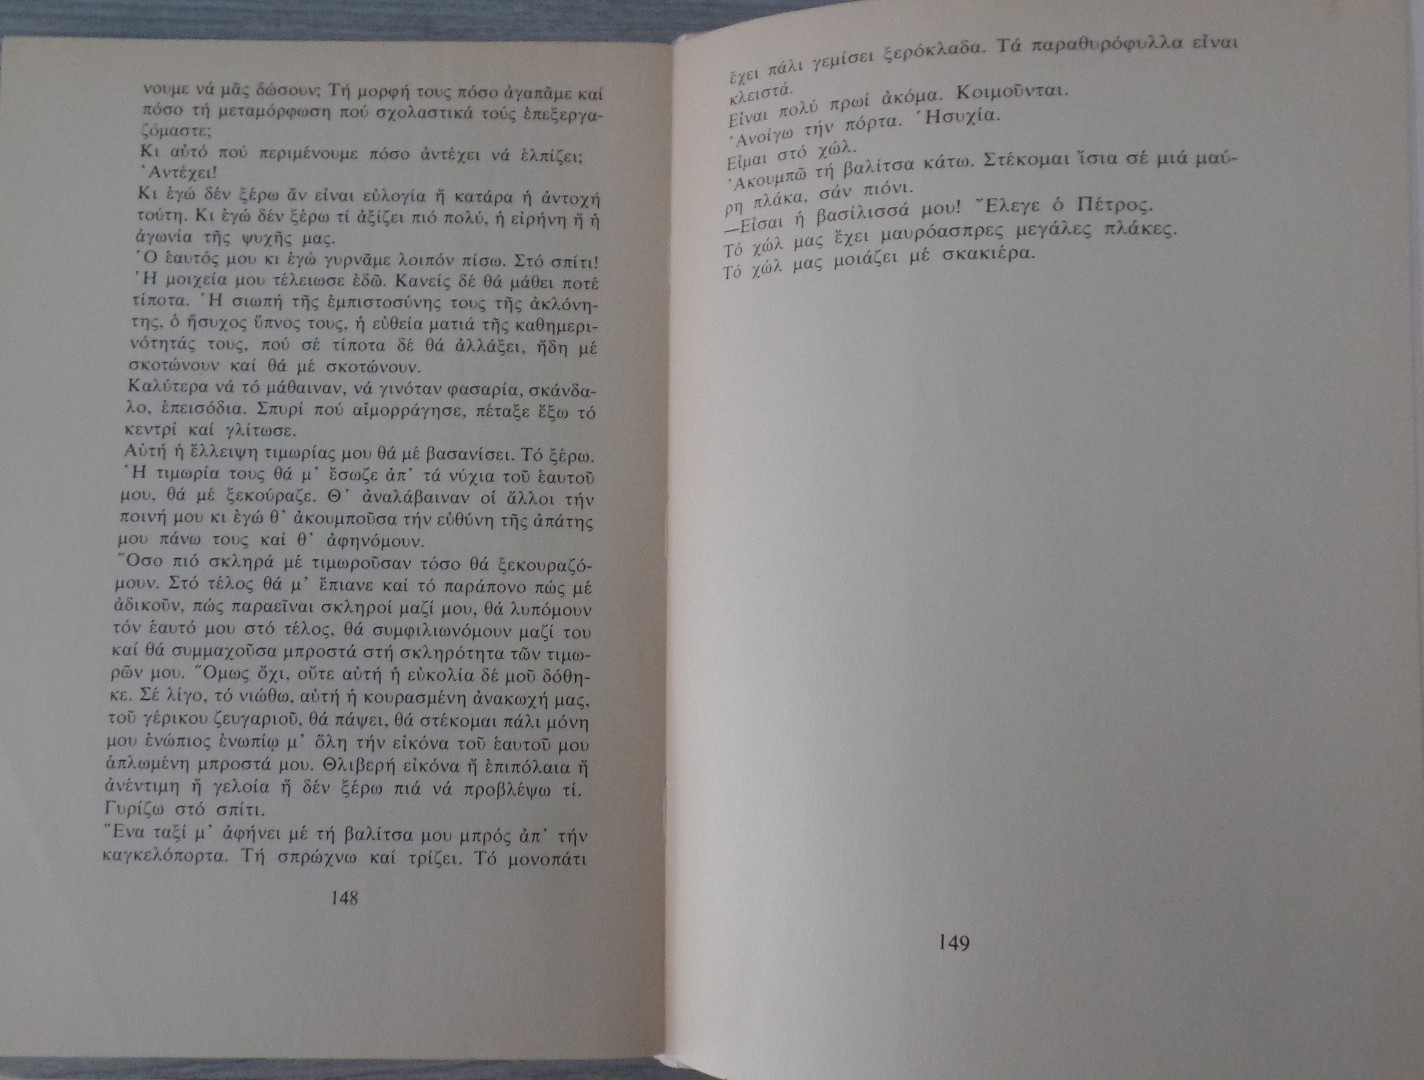 νουμε νά μᾶς δώσουν; Τή μορφή τους πόσο ἀγαπᾶμε καί
πόσο τή μεταμόρφωση πού σχολαστικά τούς ἐπεξεργα-
ζόμαστε;
Κι αὐτό πού περιμένουμε πόσο ἀντέχει νά ἐλπίζει;
Ἀντέχει!
Κι ἐγώ δέν ξέρω ἄν εἶναι εὐλογία ἤ κατάρα ἡ ἀντοχή
τούτη. Κι ἐγώ δέν ξέρω τί ἀξίζει πιό πολύ, ἡ εἰρήνη ἤ ἡ
ἀγωνία τῆς ψυχῆς μας.
Ὁ ἑαυτός μου κι ἐγώ γυρνᾶμε λοιπόν πίσω. Στό σπίτι!
Ἡ μοιχεία μου τέλειωσε ἐδῶ. Κανείς δέ θά μάθει ποτέ
τίποτα. Ἡ σιωπή τῆς ἐμπιστοσύνης τους τῆς ἀκλόνη-
της, ὁ ἥσυχος ὕπνος τους, ἡ εὐθεία ματιά τῆς καθημερι-
νότητάς τους, πού σέ τίποτα δέ θά ἀλλάξει, ἤδη μέ
σκοτώνουν καί θά μέ σκοτώνουν.
Καλύτερα νά τό μάθαιναν, νά γινόταν φασαρία, σκάνδα-
λο, ἐπεισόδια. Σπυρί πού αἱμορράγησε, πέταξε ἔξω τό
κεντρί καί γλίτωσε.
Αὐτή ἡ ἔλλειψη τιμωρίας μου θά μέ βασανίσει. Τό ξέρω.
Ἡ τιμωρία τους θά μ᾽ ἔσωζε ἀπ᾽ τά νύχια τοῦ ἑαυτοῦ
μου, θά μέ ξεκούραζε. Θ᾽ ἀναλάβαιναν οἱ ἄλλοι τήν
ποινή μου κι ἐγώ θ᾽ ἀκουμποῦσα τήν εὐθύνη τῆς ἀπάτης
μου πάνω τους καί θ᾽ ἀφηνόμουν.
Ὅσο πιό σκληρά μέ τιμωροῦσαν τόσο θά ξεκουραζό-
μουν. Στό τέλος θά μ᾽ ἔπιανε καί τό παράπονο πώς μέ
ἀδικοῦν, πώς παραεῖναι σκληροί μαζί μου, θά λυπόμουν
τόν ἑαυτό μου στό τέλος, θά συμφιλιωνόμουν μαζί του
καί θά συμμαχοῦσα μπροστά στή σκληρότητα τῶν τιμω-
ρῶν μου. Ὅμως ὄχι, οὔτε αὐτή ἡ εὐκολία δέ μοῦ δόθη-
κε. Σέ λίγο, τό νιώθω, αὐτή ἡ κουρασμένη ἀνακωχή μας,
τοῦ γέρικου ζευγαριοῦ, θά πάψει, θά στέκομαι πάλι μόνη
μου ἐνώπιος ἐνωπίῳ μ᾽ ὅλη τήν εἰκόνα τοῦ ἑαυτοῦ μου
ἁπλωμένη μπροστά μου. Θλιβερή εἰκόνα ἤ ἐπιπόλαια ἤ
ἀνέντιμη ἤ γελοία ἤ δέν ξέρω πιά νά προβλέψω τί.
Γυρίζω στό σπίτι.
Ἕνα ταξί μ᾽ ἀφήνει μέ τή βαλίτσα μου μπρός ἀπ᾽ τήν
καγκελόπορτα. Τή σπρώχνω καί τρίζει. Τό μονοπάτι
148
ἔχει πάλι γεμίσει ξερόκλαδα. Τά παραθυρόφυλλα εἶναι
κλειστά.
Εἶναι πολύ πρωί ἀκόμα. Κοιμοῦνται.
Ἀνοίγω τήν πόρτα. Ἡσυχία.
Εἶμαι στό χώλ.
Ἀκουμπῶ τή βαλίτσα κάτω. Στέκομαι ἴσια σέ μιά μαύ-
ρη πλάκα, σάν πιόνι.
—Εἶσαι ἡ βασίλισσά μου! Ἔλεγε ὁ Πέτρος.
Τό χώλ μας ἔχει μαυρόασπρες μεγάλες πλάκες.
Τό χώλ μας μοιάζει μέ σκακιέρα.
149